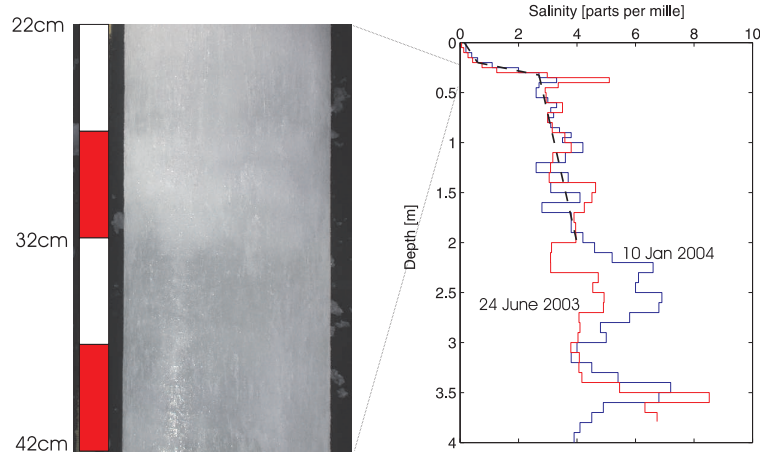 22cm
32cm
42cm
Salinity [parts per mille]
0 2 4 6 8 10
Depth [m]
0
0.5
1
1.5
2
2.5
3
3.5
4
10 Jan 2004
24 June 2003